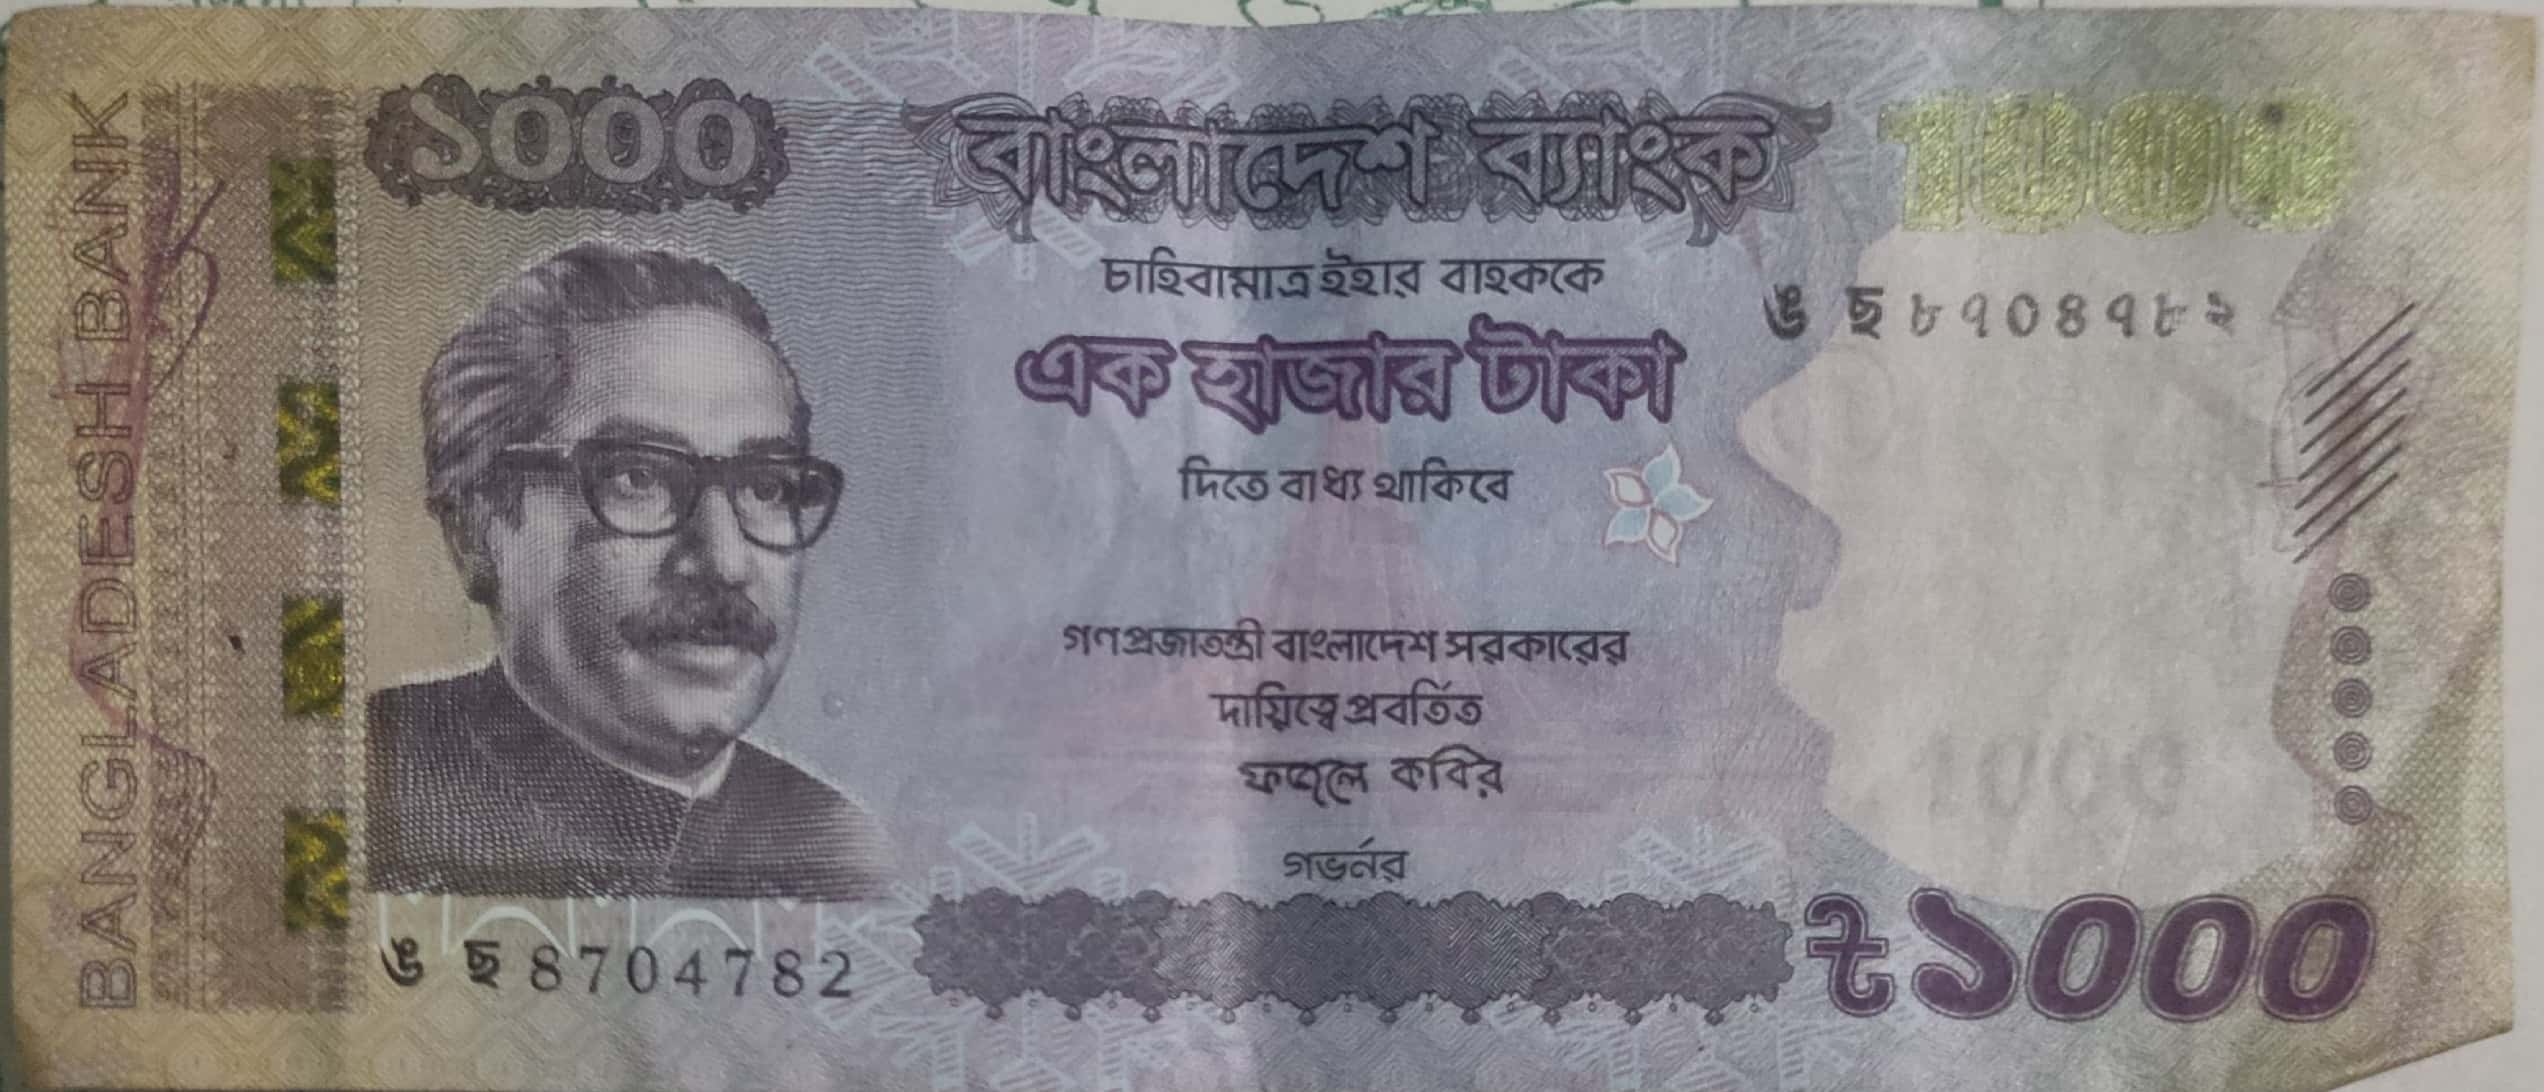 BANGLADESH BANK
১০০০
বাংলাদেশ ব্যাংক
1000
চাহিবামাত্র ইহার বাহককে
ঙ ছ ৮৭০৪৭৮২
এক হাজার টাকা
দিতে বাধ্য থাকিবে
গণপ্রজাতন্ত্রী বাংলাদেশ সরকারের
দায়িত্বে প্রবর্তিত
ফজলে কবির
গভর্নর
1000
ঙ ছ 8704782
৳১০০০